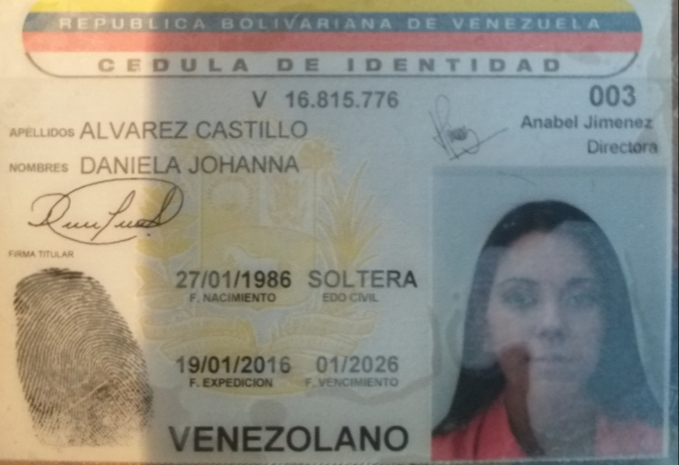 REPUBLICA BOLIVARIANA DE VENEZUELA
CEDULA DE IDENTIDAD
V 16.815.776 003
APELLIDOS ALVAREZ CASTILLO Anabel Jimenez
Directora
NOMBRES DANIELA JOHANNA
FIRMA TITULAR
27/01/1986 SOLTERA
F. NACIMIENTO EDO CIVIL
19/01/2016 01/2026
F. EXPEDICION F. VENCIMIENTO
VENEZOLANO